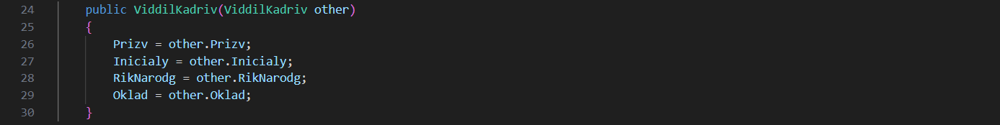 24 public ViddilKadriv(ViddilKadriv other)
25 {
26 Prizv = other.Prizv;
27 Inicialy = other.Inicialy;
28 RikNarodg = other.RikNarodg;
29 Oklad = other.Oklad;
30 }